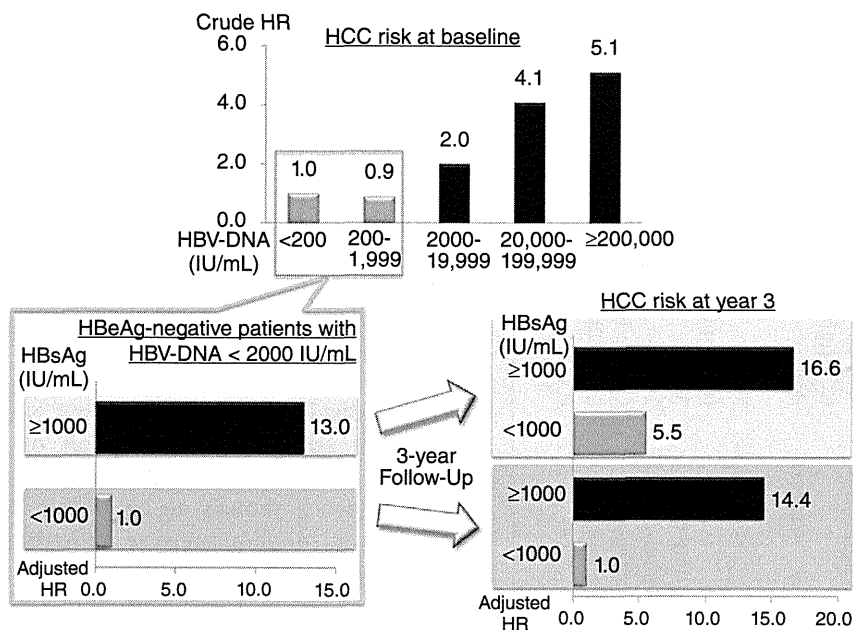 Crude HR
HCC risk at baseline
6.0
4.0
2.0
0.0
1.0
0.9
2.0
4.1
5.1
HBV-DNA
(IU/mL)
<200
200-
1,999
2000-
19,999
20,000-
199,999
≥200,000
HBeAg-negative patients with
HBV-DNA < 2000 IU/mL
HBsAg
(IU/mL)
≥1000
13.0
<1000
1.0
Adjusted
HR
0.0 5.0 10.0 15.0
3-year
Follow-Up
HCC risk at year 3
HBsAg
(IU/mL)
≥1000
16.6
<1000
5.5
≥1000
14.4
<1000
1.0
Adjusted
HR
0.0 5.0 10.0 15.0 20.0